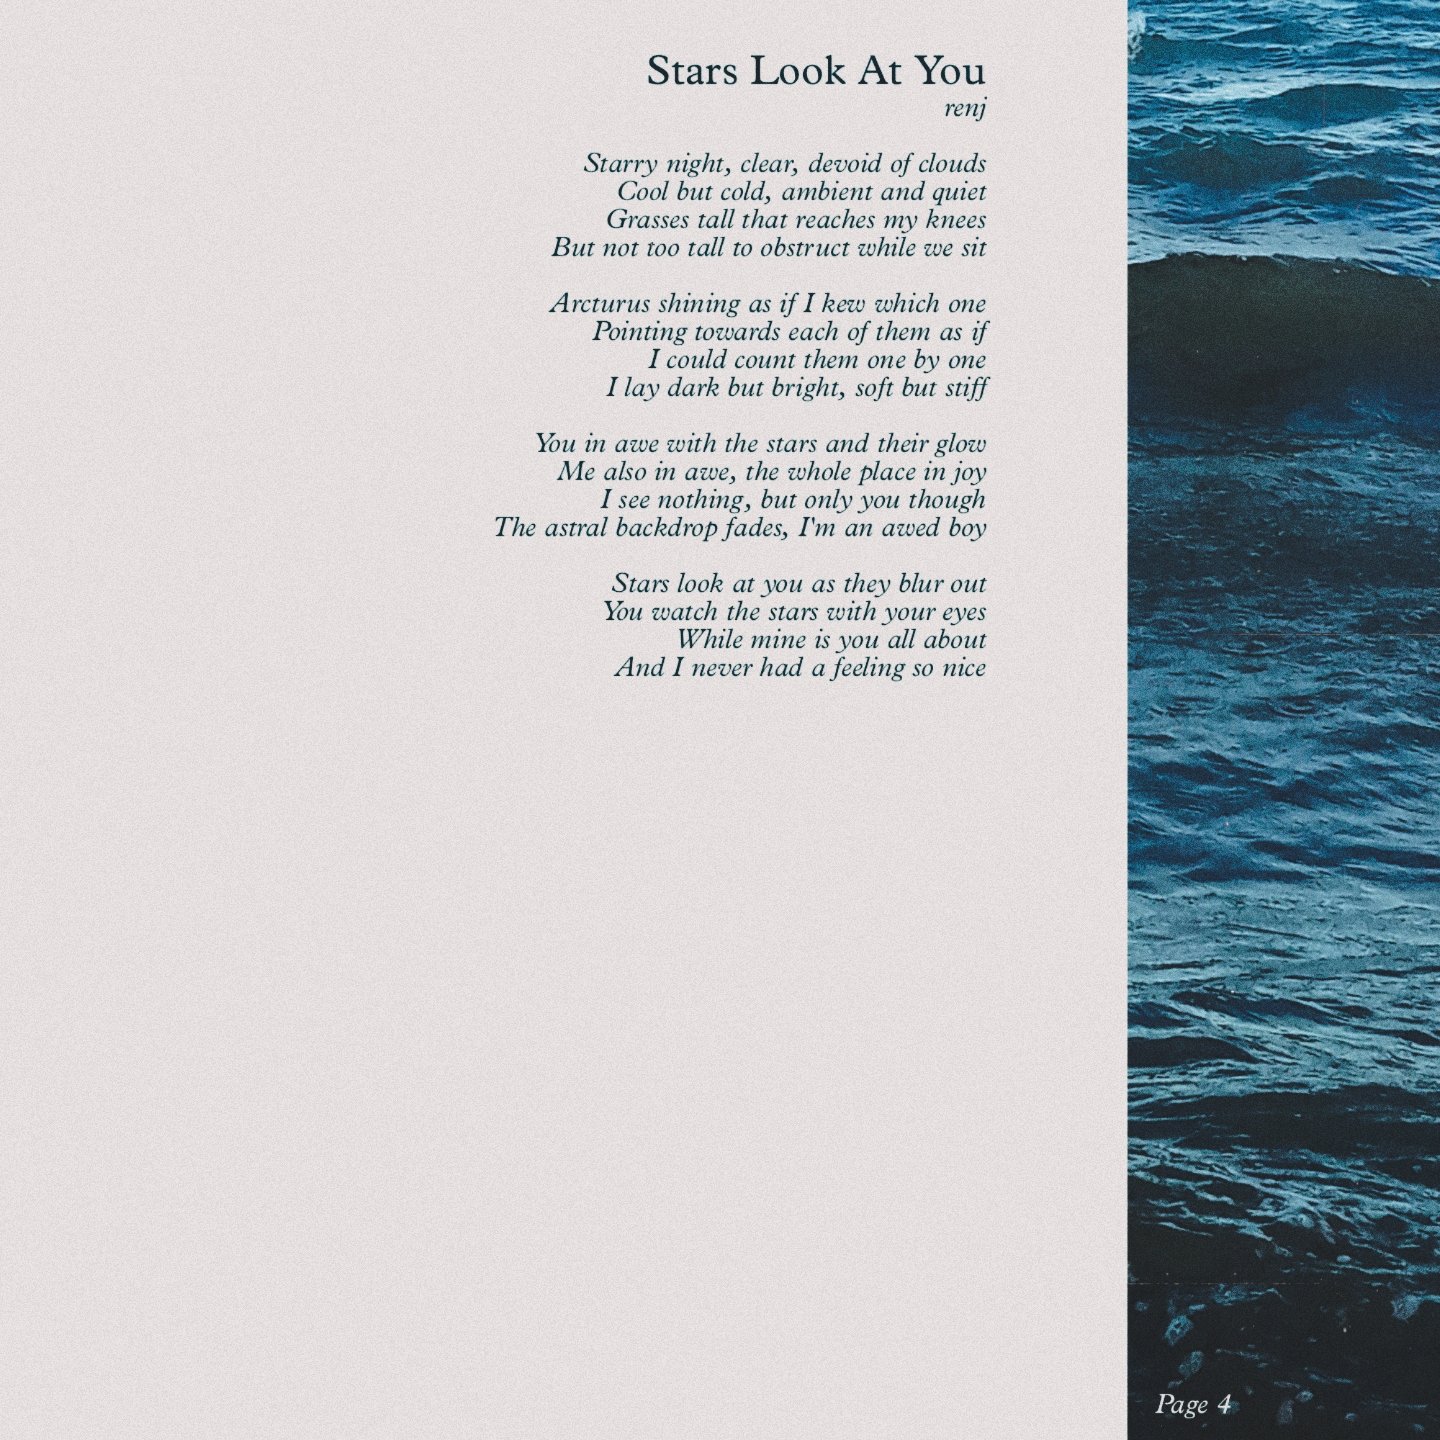 Stars Look At You
renj
Starry night, clear, devoid of clouds
Cool but cold, ambient and quiet
Grasses tall that reaches my knees
But not too tall to obstruct while we sit
Arcturus shining as if I kew which one
Pointing towards each of them as if
I could count them one by one
I lay dark but bright, soft but stiff
You in awe with the stars and their glow
Me also in awe, the whole place in joy
I see nothing, but only you though
The astral backdrop fades, I'm an awed boy
Stars look at you as they blur out
You watch the stars with your eyes
While mine is you all about
And I never had a feeling so nice
Page 4